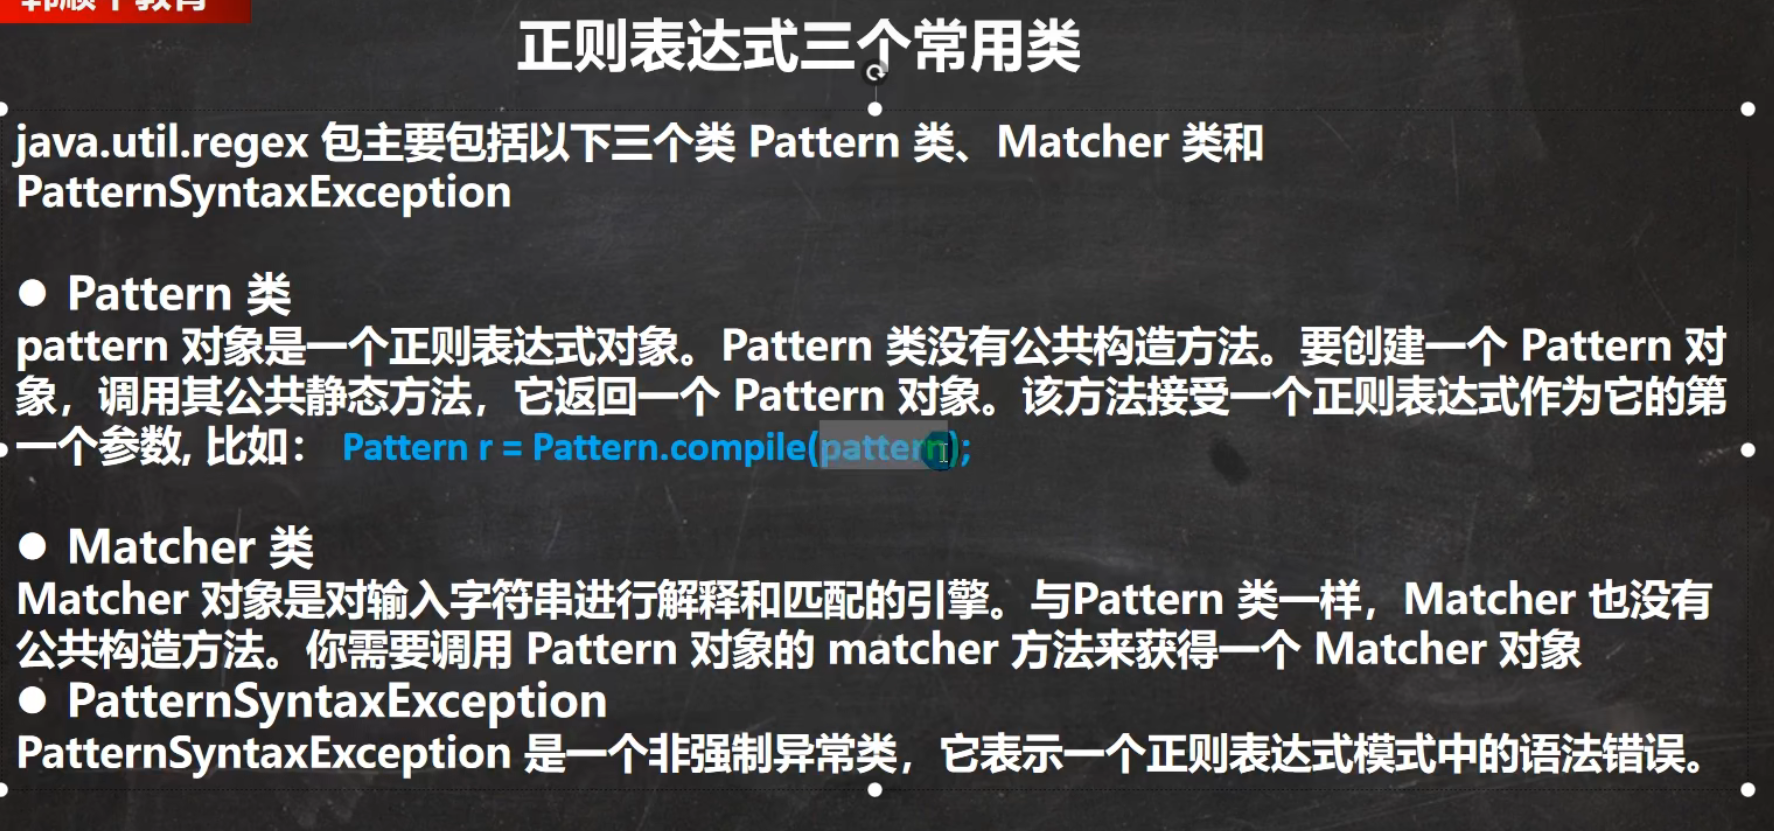 正则表达式三个常用类
java.util.regex 包主要包括以下三个类 Pattern 类、Matcher 类和
PatternSyntaxException
● Pattern 类
pattern 对象是一个正则表达式对象。Pattern 类没有公共构造方法。要创建一个 Pattern 对
象，调用其公共静态方法，它返回一个 Pattern 对象。该方法接受一个正则表达式作为它的第
一个参数, 比如： Pattern r = Pattern.compile(pattern);
● Matcher 类
Matcher 对象是对输入字符串进行解释和匹配的引擎。与Pattern 类一样，Matcher 也没有
公共构造方法。你需要调用 Pattern 对象的 matcher 方法来获得一个 Matcher 对象
● PatternSyntaxException
PatternSyntaxException 是一个非强制异常类，它表示一个正则表达式模式中的语法错误。